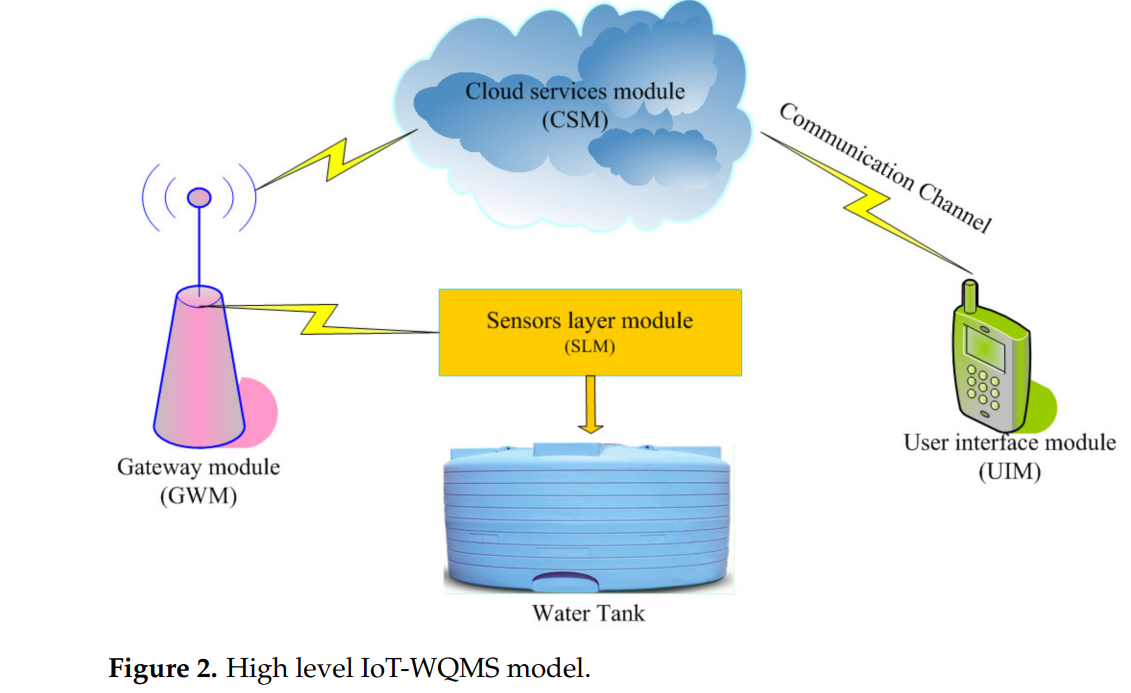 Cloud services module
(CSM)
Communication Channel
Sensors layer module
(SLM)
Gateway module
(GWM)
User interface module
(UIM)
Water Tank
Figure 2. High level IoT-WQMS model.